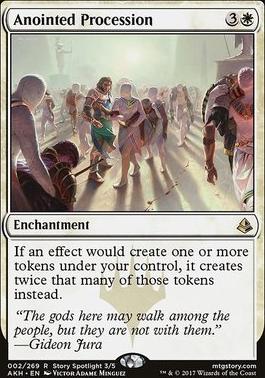 Anointed Procession 3
Enchantment
If an effect would create one or more
tokens under your control, it creates
twice that many of those tokens
instead.
“The gods here may walk among the
people, but they are not with them.”
—Gideon Jura
002/269 R Story Spotlight 3/5 mtgstory.com
AKH • EN Victor Adame Minguez ™ & © 2017 Wizards of the Coast